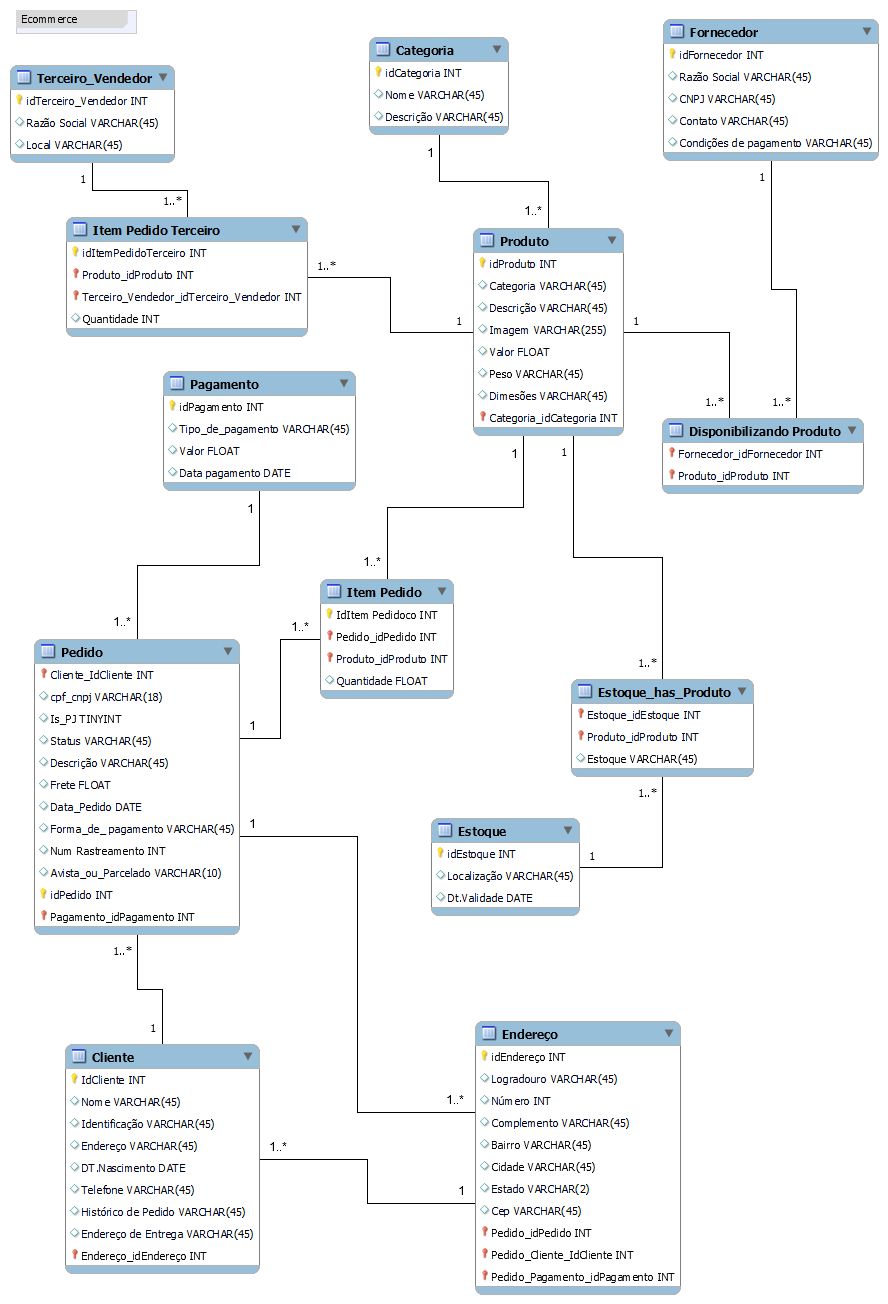 Ecommerce
Terceiro_Vendedor
idTerceiro_Vendedor INT
Razão Social VARCHAR(45)
Local VARCHAR(45)
1
1..*
Categoria
idCategoria INT
Nome VARCHAR(45)
Descrição VARCHAR(45)
1
1..*
Fornecedor
idFornecedor INT
Razão Social VARCHAR(45)
CNPJ VARCHAR(45)
Contato VARCHAR(45)
Condições de pagamento VARCHAR(45)
1
1..*
Item Pedido Terceiro
idItemPedidoTerceiro INT
Produto_idProduto INT
Terceiro_Vendedor_idTerceiro_Vendedor INT
Quantidade INT
1..*
1
Produto
idProduto INT
Categoria VARCHAR(45)
Descrição VARCHAR(45)
Imagem VARCHAR(255)
Valor FLOAT
Peso VARCHAR(45)
Dimesões VARCHAR(45)
Categoria_idCategoria INT
1
1..*
Disponibilizando Produto
Fornecedor_idFornecedor INT
Produto_idProduto INT
Pagamento
idPagamento INT
Tipo_de_pagamento VARCHAR(45)
Valor FLOAT
Data pagamento DATE
1
1..*
1
1..*
1
1..*
Item Pedido
IdItem Pedidoco INT
Pedido_idPedido INT
Produto_idProduto INT
Quantidade FLOAT
1..*
1
Pedido
Cliente_IdCliente INT
cpf_cnpj VARCHAR(18)
Is_PJ TINYINT
Status VARCHAR(45)
Descrição VARCHAR(45)
Frete FLOAT
Data_Pedido DATE
Forma_de_ pagamento VARCHAR(45)
Num Rastreamento INT
Avista_ou_Parcelado VARCHAR(10)
idPedido INT
Pagamento_idPagamento INT
1
1..*
Estoque_has_Produto
Estoque_idEstoque INT
Produto_idProduto INT
Estoque VARCHAR(45)
1..*
1
Estoque
idEstoque INT
Localização VARCHAR(45)
Dt.Validade DATE
1..*
1
Cliente
IdCliente INT
Nome VARCHAR(45)
Identificação VARCHAR(45)
Endereço VARCHAR(45)
DT.Nascimento DATE
Telefone VARCHAR(45)
Histórico de Pedido VARCHAR(45)
Endereço de Entrega VARCHAR(45)
Endereço_idEndereço INT
1..*
1
Endereço
idEndereço INT
Logradouro VARCHAR(45)
Número INT
Complemento VARCHAR(45)
Bairro VARCHAR(45)
Cidade VARCHAR(45)
Estado VARCHAR(2)
Cep VARCHAR(45)
Pedido_idPedido INT
Pedido_Cliente_IdCliente INT
Pedido_Pagamento_idPagamento INT